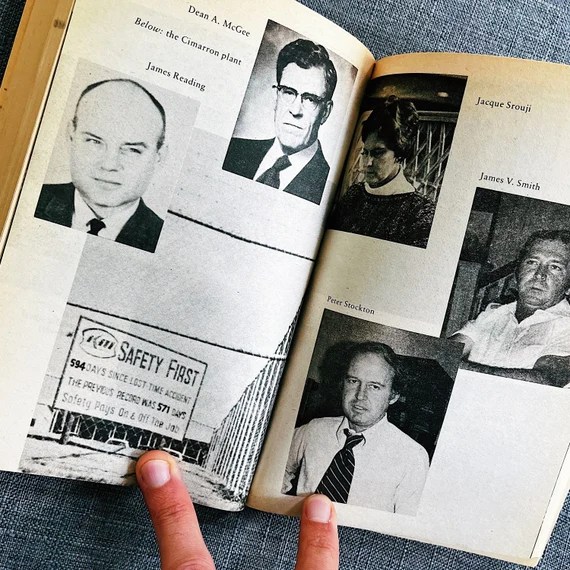 Dean A. McGee
Below: the Cimarron plant
James Reading
KM
SAFETY FIRST
594 DAYS SINCE LOST TIME ACCIDENT
THE PREVIOUS RECORD WAS 571 DAYS
Safety Pays On & Off The Job
Jacque Srouji
James V. Smith
Peter Stockton